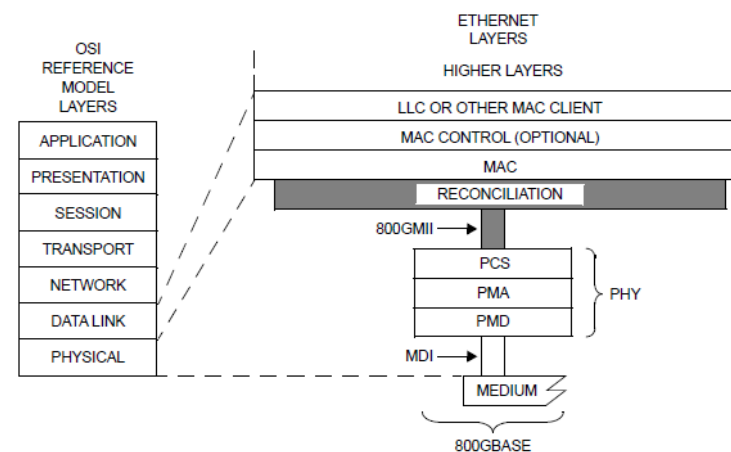 OSI
REFERENCE
MODEL
LAYERS
APPLICATION
PRESENTATION
SESSION
TRANSPORT
NETWORK
DATA LINK
PHYSICAL
ETHERNET
LAYERS
HIGHER LAYERS
LLC OR OTHER MAC CLIENT
MAC CONTROL (OPTIONAL)
MAC
RECONCILIATION
800GMII
PCS
PMA
PMD
PHY
MDI
MEDIUM
800GBASE